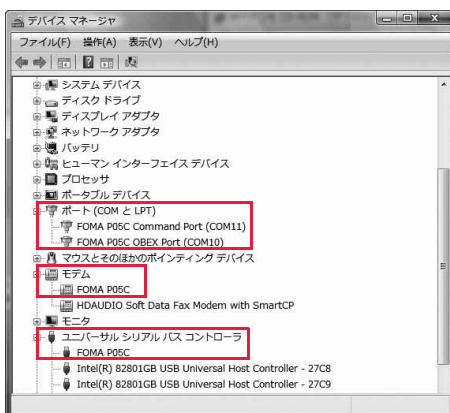 デバイス マネージャ
ファイル(F) 操作(A) 表示(V) ヘルプ(H)
システム デバイス
ディスク ドライブ
ディスプレイ アダプタ
ネットワーク アダプタ
バッテリ
ヒューマン インターフェイス デバイス
プロセッサ
ポータブル デバイス
ポート (COM と LPT)
FOMA P05C Command Port (COM11)
FOMA P05C OBEX Port (COM10)
マウスとそのほかのポインティング デバイス
モデム
FOMA P05C
HDAUDIO Soft Data Fax Modem with SmartCP
モニタ
ユニバーサル シリアル バス コントローラ
FOMA P05C
Intel(R) 82801GB USB Universal Host Controller - 27C8
Intel(R) 82801GB USB Universal Host Controller - 27C9